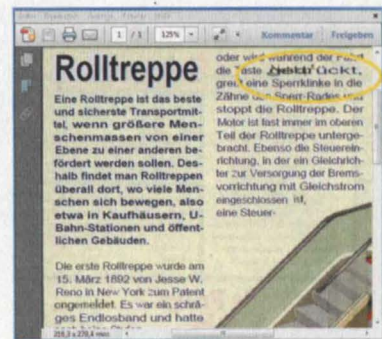 1 / 1
125%
Kommentar
Freigeben
Rolltreppe
Eine Rolltreppe ist das beste
und sicherste Transportmit-
tel, wenn größere Men-
schenmassen von einer
Ebene zu einer anderen be-
fördert werden sollen. Des-
halb findet man Rolltreppen
überall dort, wo viele Men-
schen sich bewegen, also
etwa in Kaufhäusern, U-
Bahn-Stationen und öffent-
lichen Gebäuden.
Die erste Rolltreppe wurde am
15. März 1892 von Jesse W.
Reno in New York zum Patent
angemeldet. Es war ein schrä-
ges Endlosband und hatte
oder wird während der Fahrt
die Taste
greift eine Sperrklinke in die
Zähne des Sperr-Rades und
stoppt die Rolltreppe. Der
Motor ist fast immer im oberen
Teil der Rolltreppe unterge-
bracht. Ebenso die Steuerein-
richtung, in der ein Gleichrich-
ter zur Versorgung der Brems-
vorrichtung mit Gleichstrom
eingeschlossen ist,
eine Steuer-